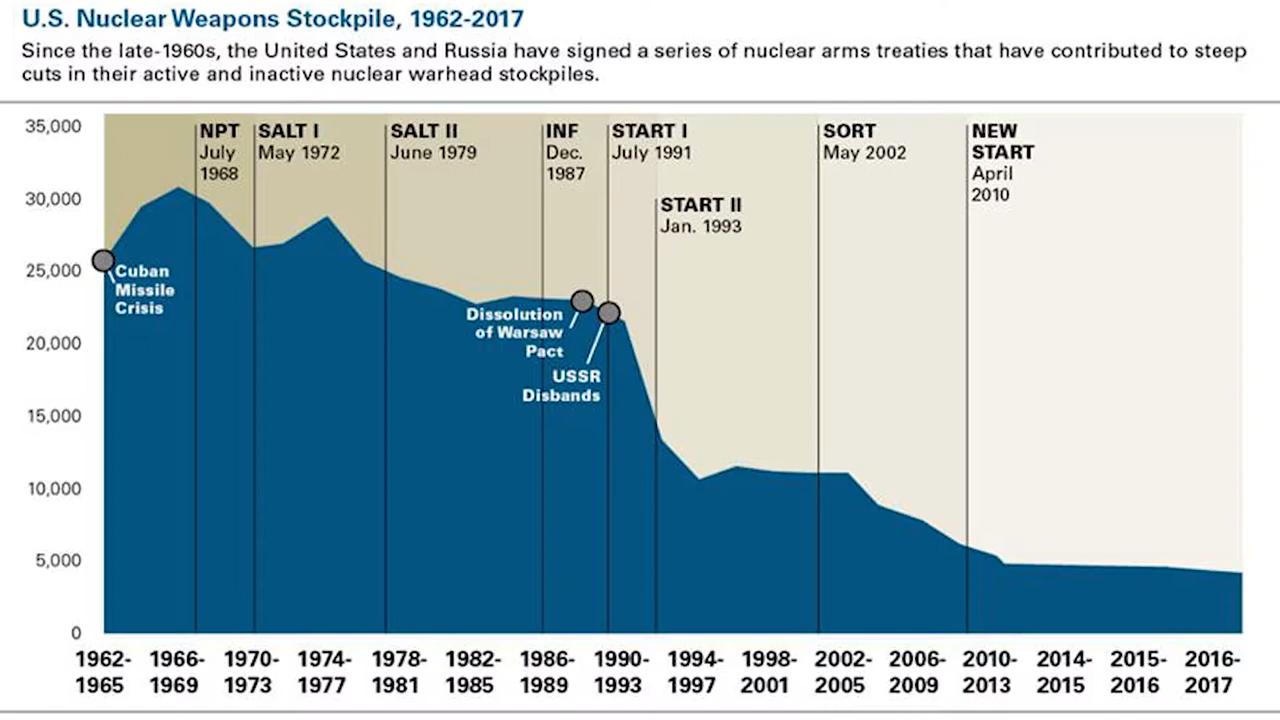 U.S. Nuclear Weapons Stockpile, 1962-2017
Since the late-1960s, the United States and Russia have signed a series of nuclear arms treaties that have contributed to steep
cuts in their active and inactive nuclear warhead stockpiles.
35,000
30,000
25,000
20,000
15,000
10,000
5,000
0
NPT
July
1968
SALT I
May 1972
SALT II
June 1979
INF
Dec.
1987
START I
July 1991
START II
Jan. 1993
SORT
May 2002
NEW
START
April
2010
Cuban
Missile
Crisis
Dissolution
of Warsaw
Pact
USSR
Disbands
1962-
1965
1966-
1969
1970-
1973
1974-
1977
1978-
1981
1982-
1985
1986-
1989
1990-
1993
1994-
1997
1998-
2001
2002-
2005
2006-
2009
2010-
2013
2014-
2015
2015-
2016
2016-
2017